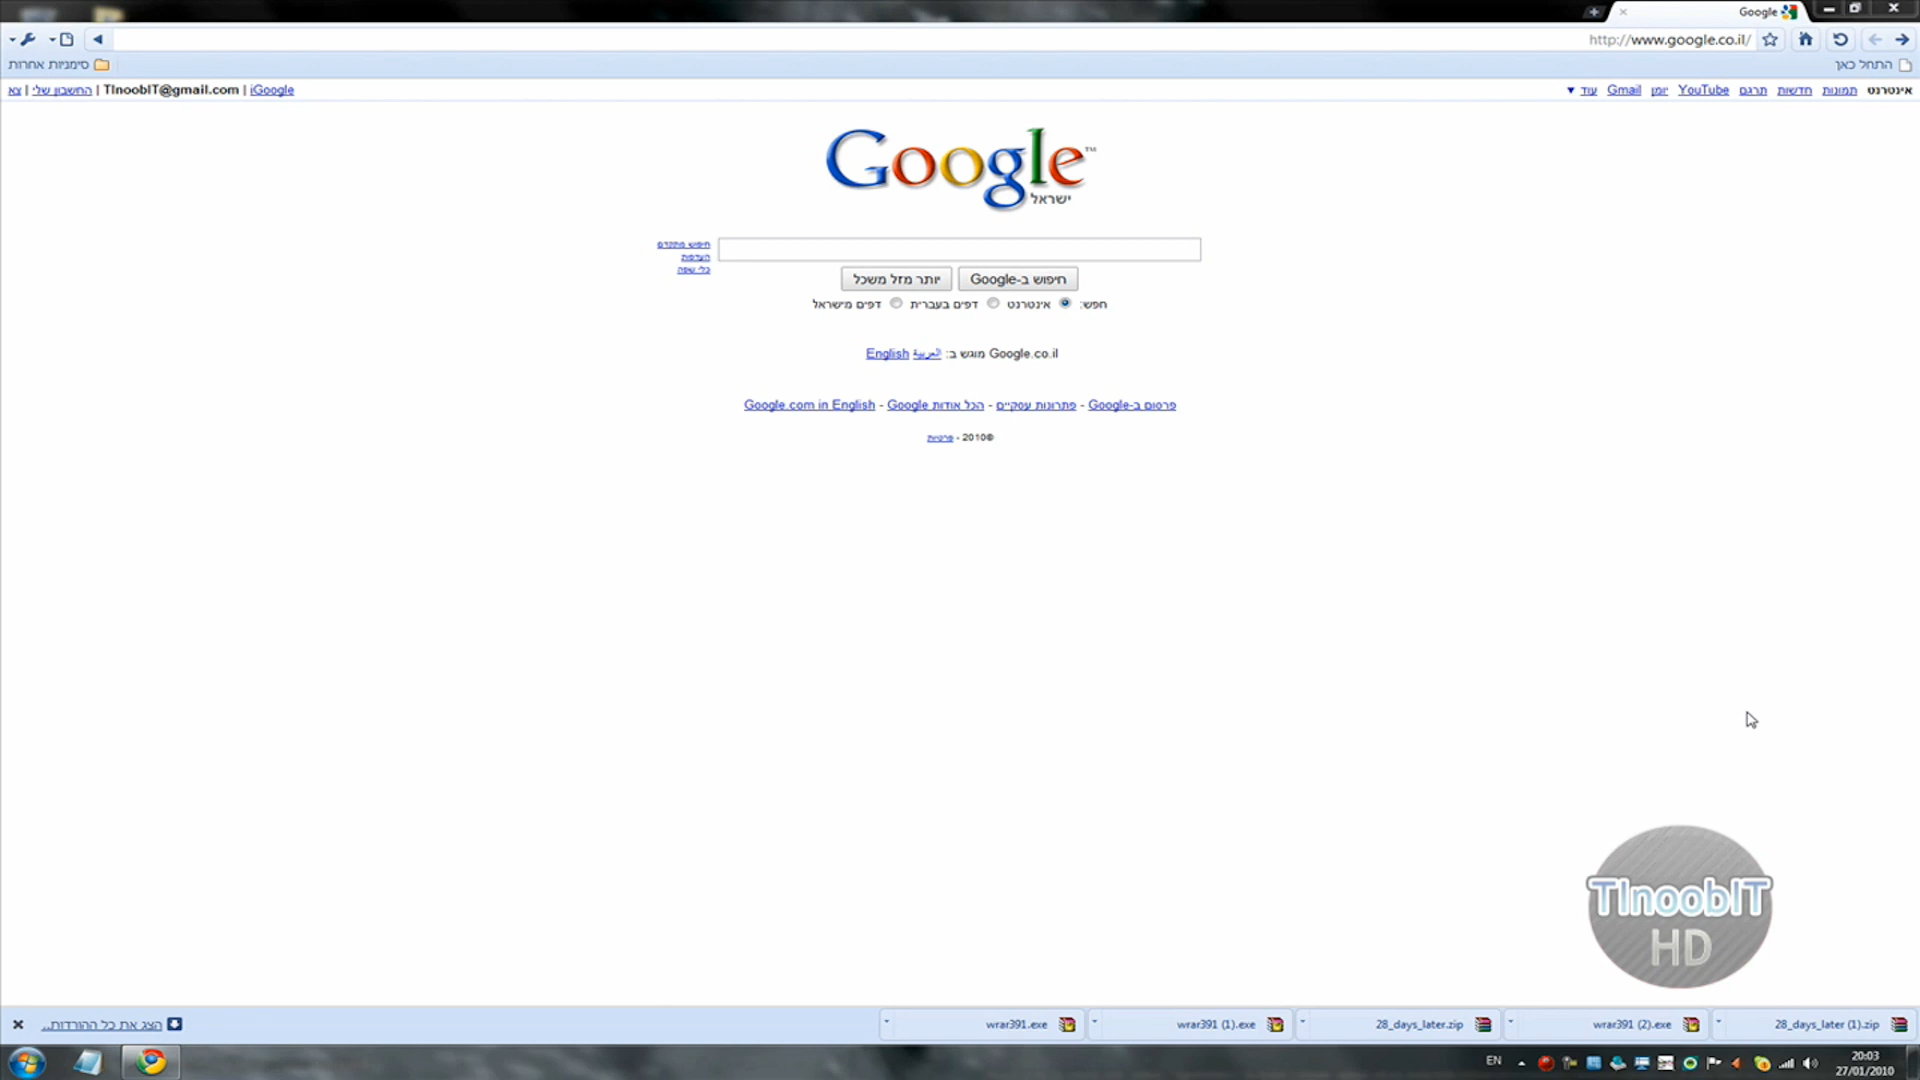 Google
http://www.google.co.il/
התחל כאן
סימניות אחרות
אינטרנט תמונות חדשות תרגם YouTube יומן Gmail עוד ▼
iGoogle | TInoobIT@gmail.com | החשבון שלי | צא
Google™
ישראל
חיפוש מתקדם
העדפות
כלי שפה
חיפוש ב-Google יותר מזל משכל
חפש: אינטרנט דפים בעברית דפים מישראל
Google.co.il מוגש ב: العربية English
פרסום ב-Google - פתרונות עסקיים - הכל אודות Google - Google.com in English
©2010 - פרטיות
TInoobIT
HD
28_days_later (1).zip wrar391 (2).exe 28_days_later.zip wrar391 (1).exe wrar391.exe הצג את כל ההורדות..
EN 20:03
27/01/2010